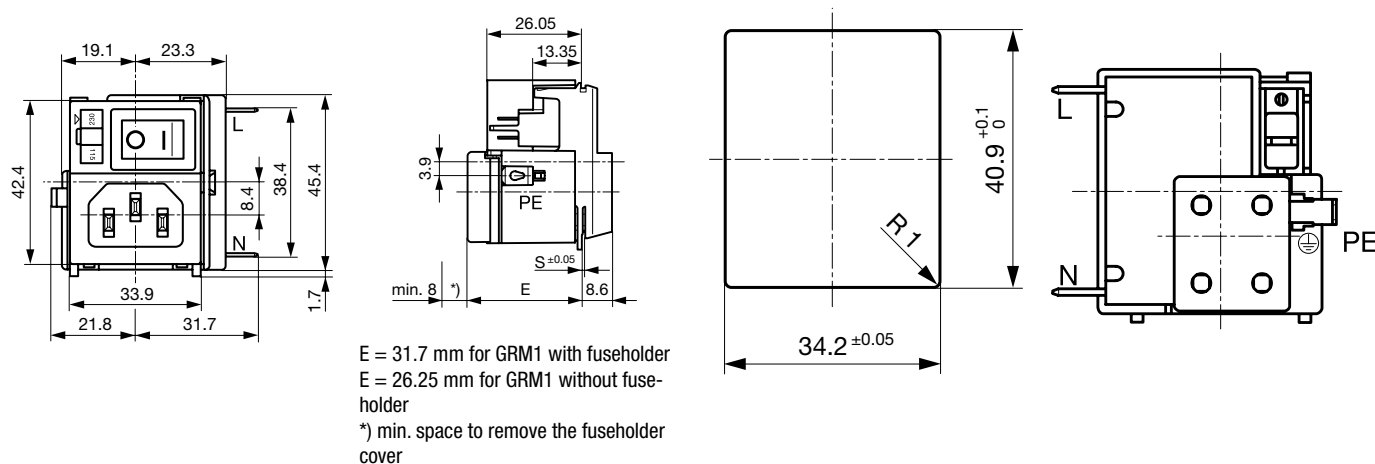 19.1
23.3
230
115
L
N
42.4
8.4
38.4
45.4
33.9
1.7
21.8
31.7
26.05
13.35
3.9
PE
S ±0.05
min. 8
*)
E
8.6
E = 31.7 mm for GRM1 with fuseholder
E = 26.25 mm for GRM1 without fuse-
holder
*) min. space to remove the fuseholder
cover
40.9 +0.1 0
R 1
34.2 ±0.05
L
N
PE